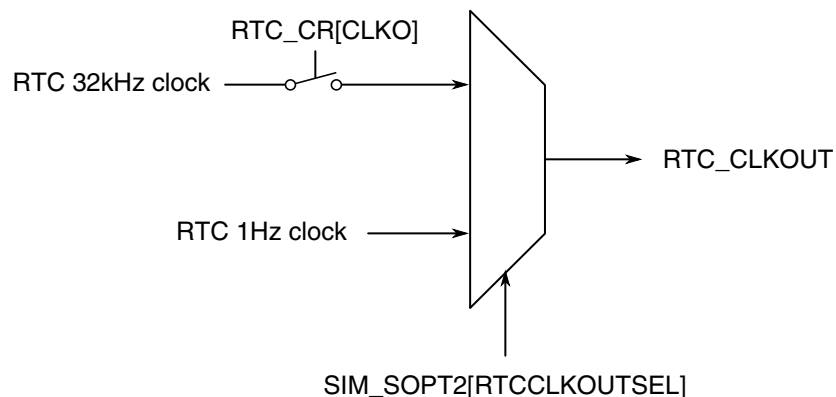 RTC_CR[CLKO]
RTC 32kHz clock
RTC_CLKOUT
RTC 1Hz clock
SIM_SOPT2[RTCCLKOUTSEL]